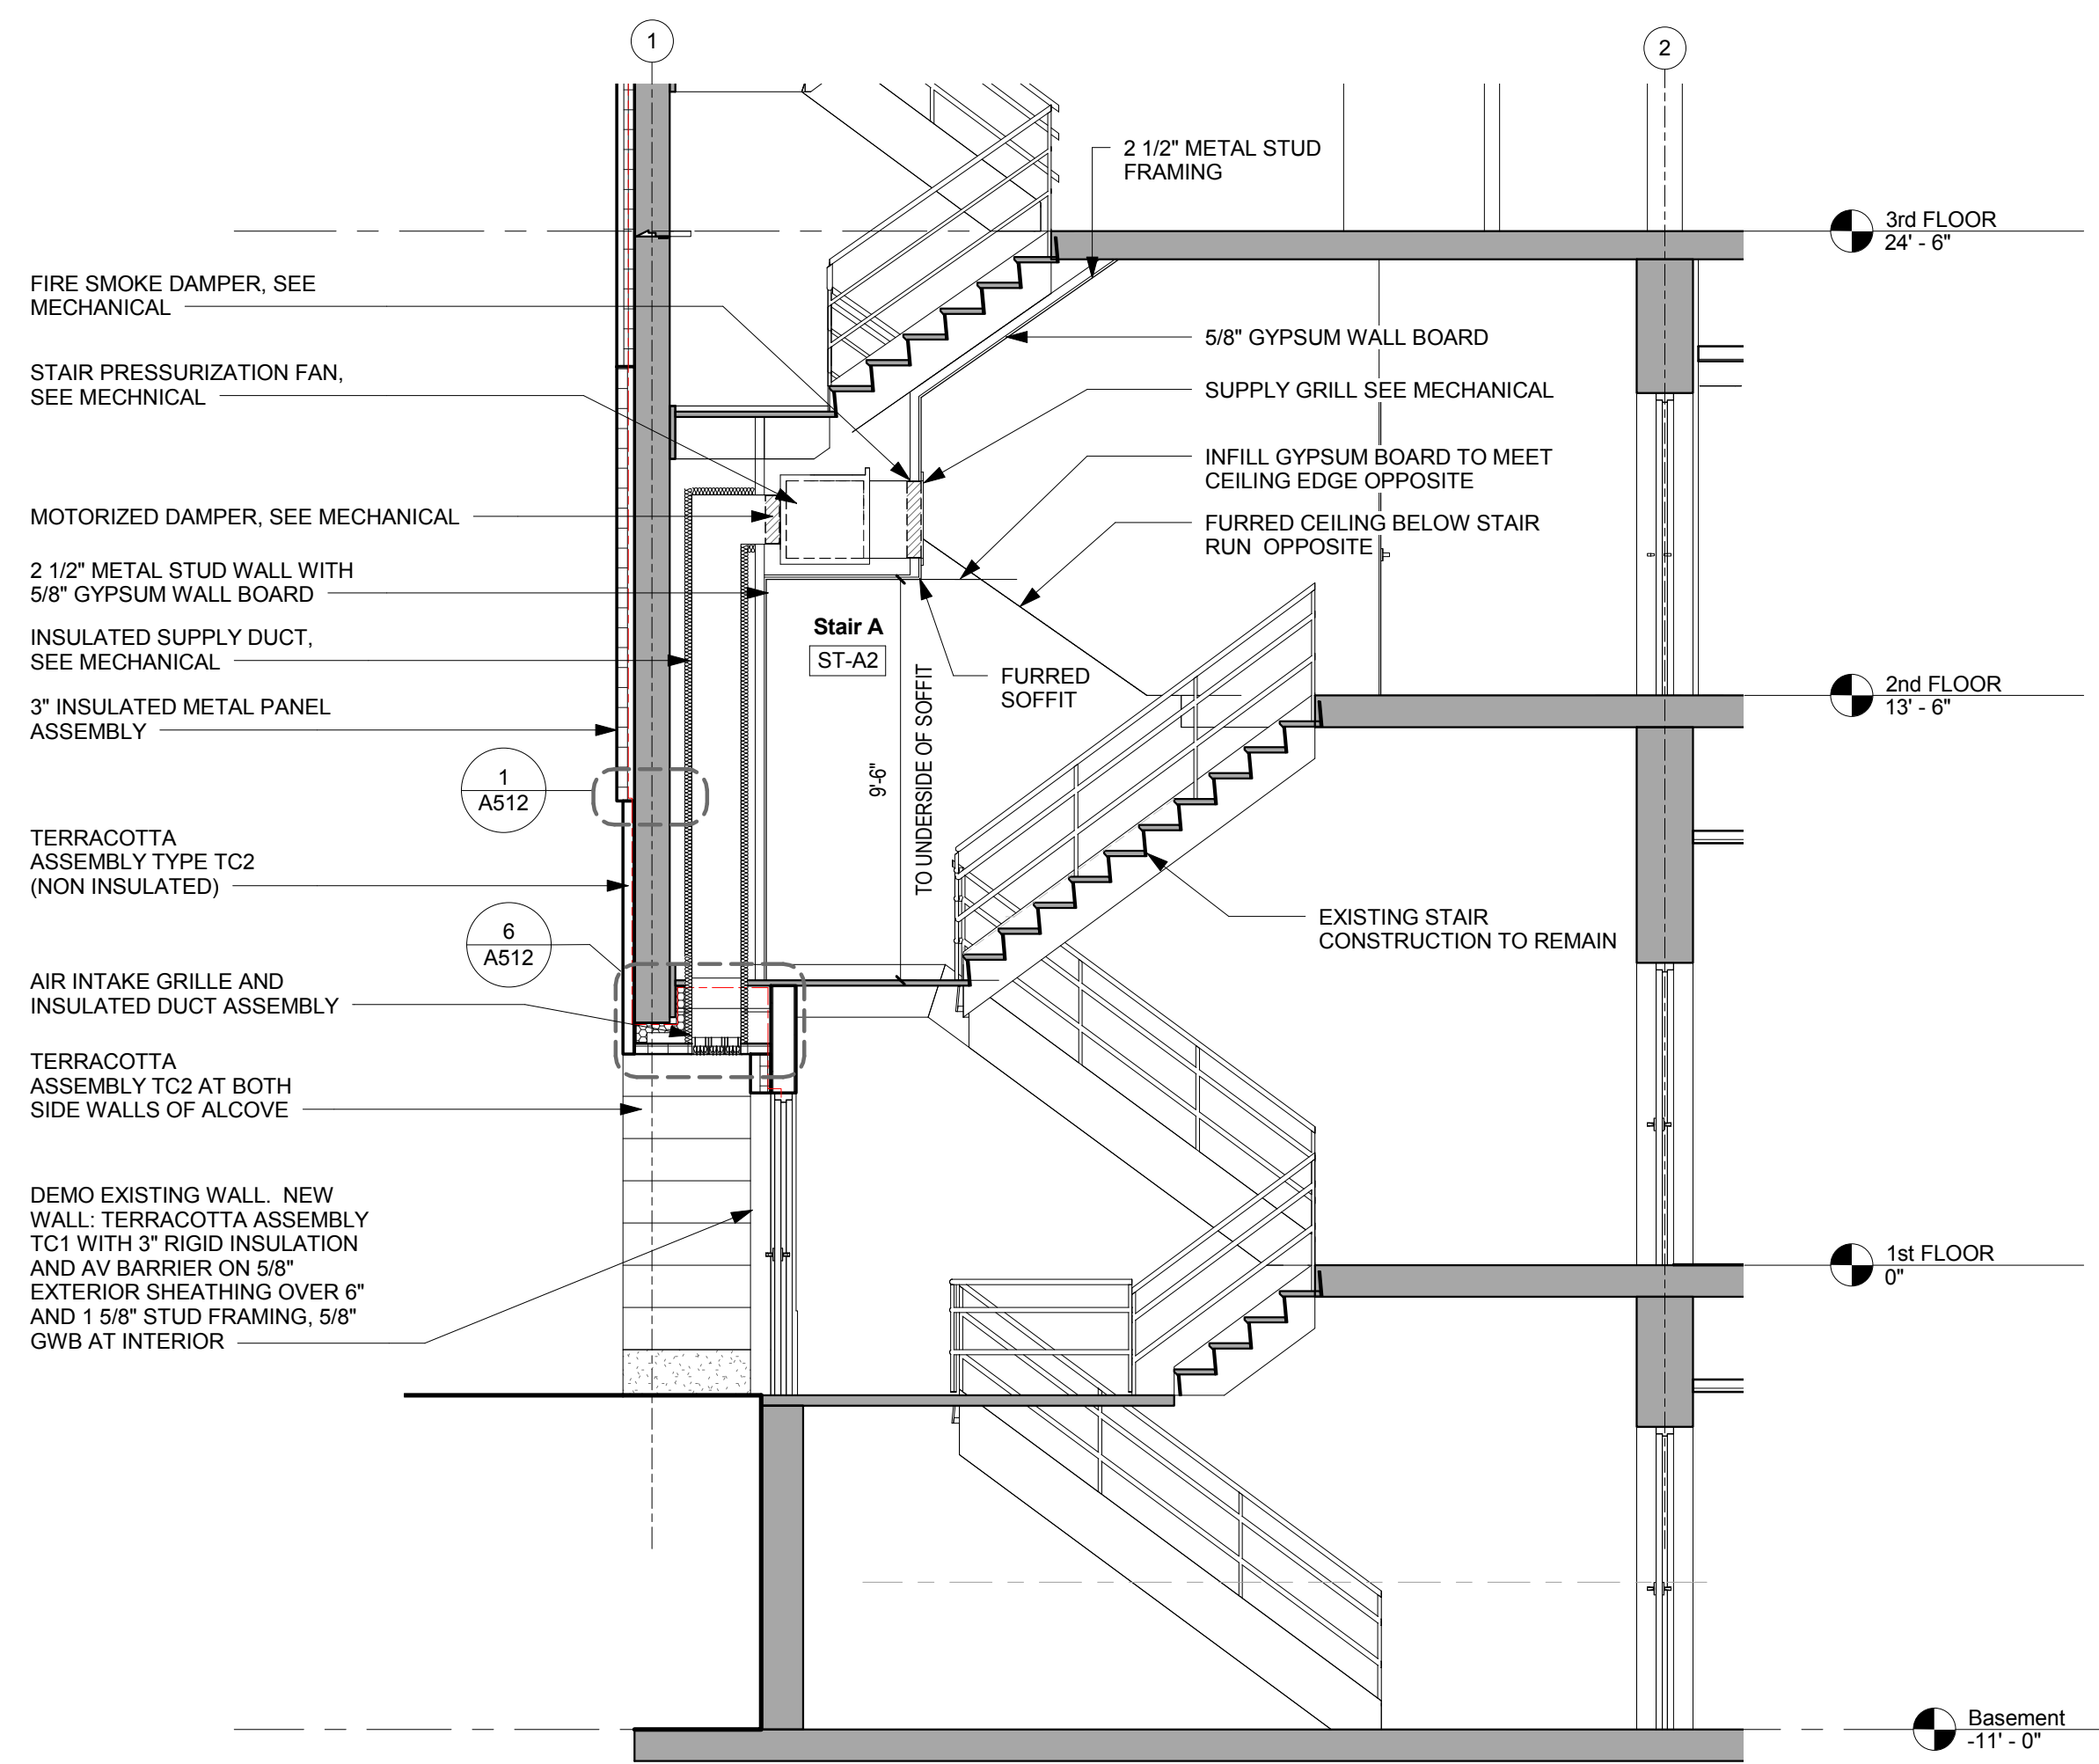 1
2
2 1/2" METAL STUD
FRAMING
3rd FLOOR
24' - 6"
FIRE SMOKE DAMPER, SEE
MECHANICAL
5/8" GYPSUM WALL BOARD
STAIR PRESSURIZATION FAN,
SEE MECHNICAL
SUPPLY GRILL SEE MECHANICAL
INFILL GYPSUM BOARD TO MEET
CEILING EDGE OPPOSITE
MOTORIZED DAMPER, SEE MECHANICAL
FURRED CEILING BELOW STAIR
RUN OPPOSITE
2 1/2" METAL STUD WALL WITH
5/8" GYPSUM WALL BOARD
Stair A
ST-A2
INSULATED SUPPLY DUCT,
SEE MECHANICAL
FURRED
SOFFIT
2nd FLOOR
13' - 6"
3" INSULATED METAL PANEL
ASSEMBLY
9'-6"
TO UNDERSIDE OF SOFFIT
1
A512
TERRACOTTA
ASSEMBLY TYPE TC2
(NON INSULATED)
EXISTING STAIR
CONSTRUCTION TO REMAIN
6
A512
AIR INTAKE GRILLE AND
INSULATED DUCT ASSEMBLY
TERRACOTTA
ASSEMBLY TC2 AT BOTH
SIDE WALLS OF ALCOVE
DEMO EXISTING WALL. NEW
WALL: TERRACOTTA ASSEMBLY
TC1 WITH 3" RIGID INSULATION
AND AV BARRIER ON 5/8"
EXTERIOR SHEATHING OVER 6"
AND 1 5/8" STUD FRAMING, 5/8"
GWB AT INTERIOR
1st FLOOR
0"
Basement
-11' - 0"